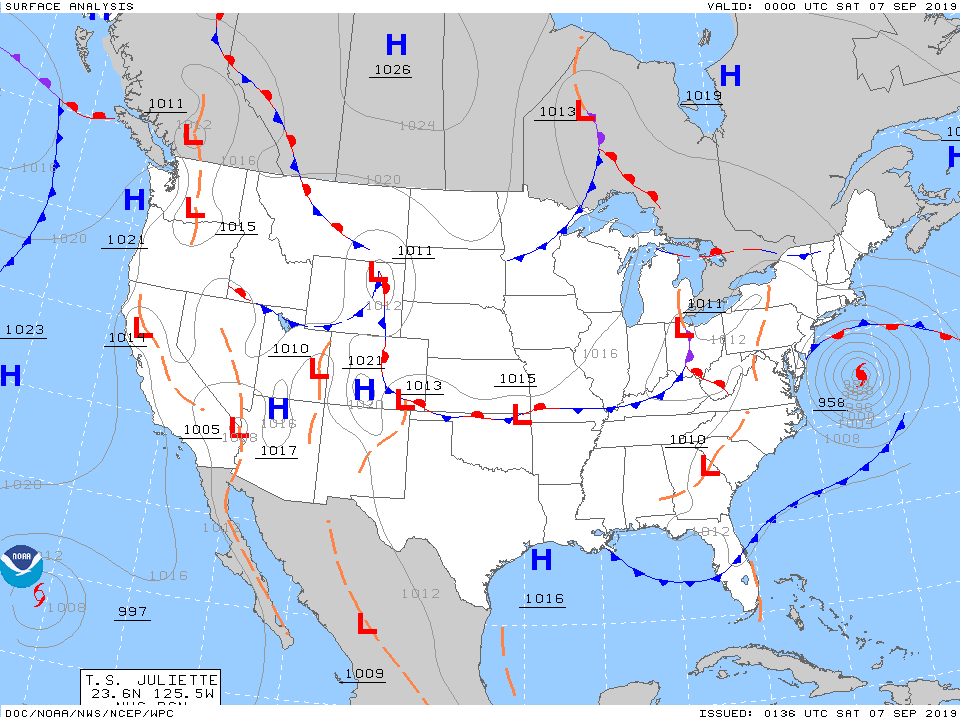 SURFACE ANALYSIS
VALID: 0000 UTC SAT 07 SEP 2019
H
1026
H
1019
1011
L
1012
1013
L
1024
1016
1016
1020
H
1021
1020
L
1015
H
1011
L
1012
1023
H
1014
L
1010
L
1021
H
1013
L
1015
L
1016
1011
L
1012
958
1004
1008
1005
L
1008
H
1016
1017
1010
L
1020
1012
1012
H
1016
NOAA
1012
1016
1008
997
1012
L
1009
T.S. JULIETTE
23.6N 125.5W
DOC/NOAA/NWS/NCEP/WPC
ISSUED: 0136 UTC SAT 07 SEP 2019